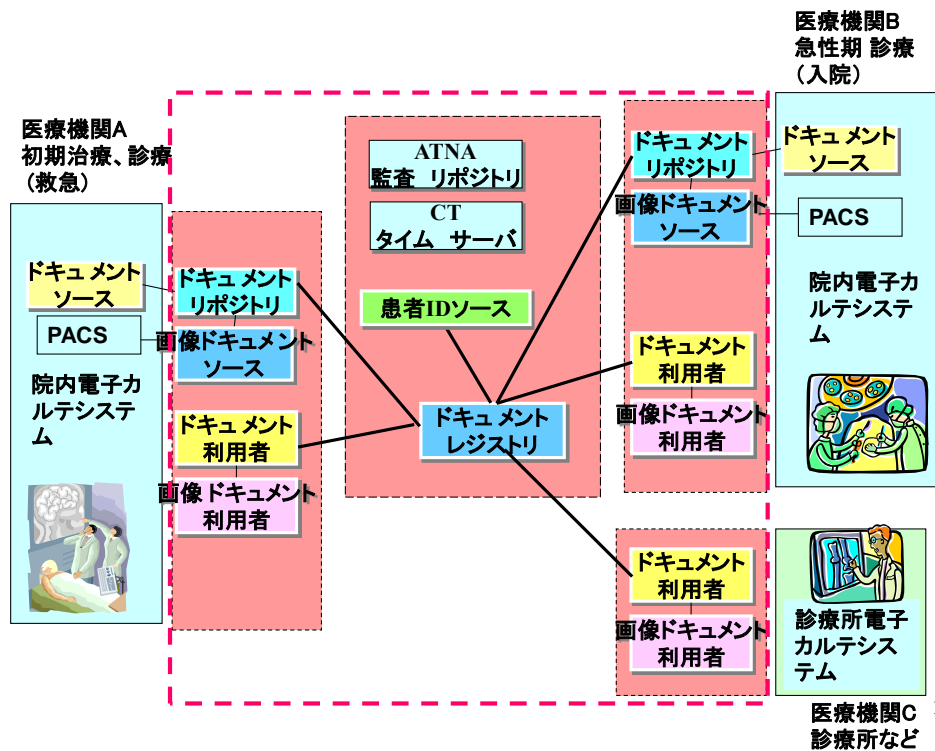 医療機関B
急性期 診療
(入院)
医療機関A
初期治療、診療
(救急)
ATNA
監査 リポジトリ
CT
タイム サーバ
患者IDソース
ドキュメント
レジストリ
ドキュメント
ソース
PACS
院内電子カ
ルテシステ
ム
ドキュメント
リポジトリ
画像ドキュメント
ソース
ドキュメント
利用者
画像ドキュメント
利用者
ドキュメント
リポジトリ
画像ドキュメント
ソース
ドキュメント
利用者
画像ドキュメント
利用者
ドキュメント
ソース
PACS
院内電子カ
ルテシステ
ム
ドキュメント
利用者
画像ドキュメント
利用者
診療所電子
カルテシス
テム
医療機関C
診療所など